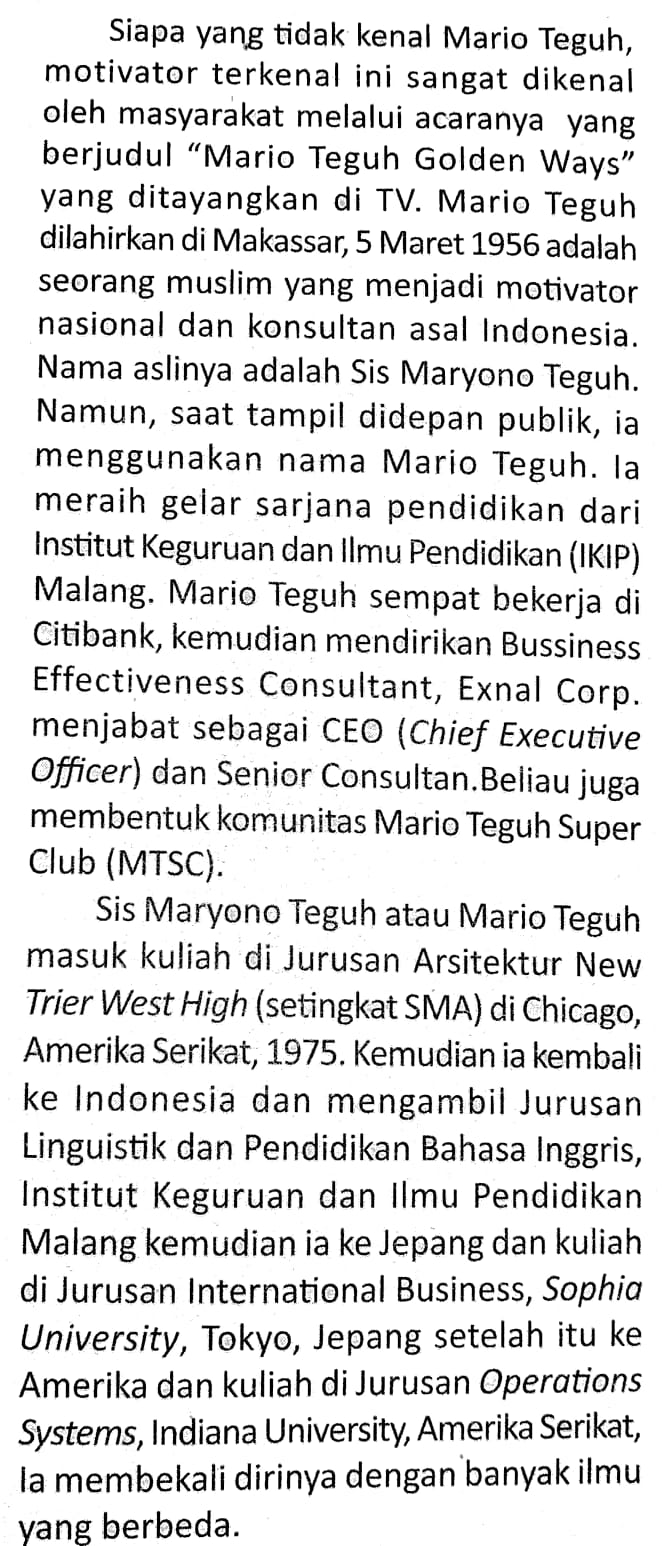 Siapa yang tidak kenal Mario Teguh,
motivator terkenal ini sangat dikenal
oleh masyarakat melalui acaranya yang
berjudul “Mario Teguh Golden Ways”
yang ditayangkan di TV. Mario Teguh
dilahirkan di Makassar, 5 Maret 1956 adalah
seorang muslim yang menjadi motivator
nasional dan konsultan asal Indonesia.
Nama aslinya adalah Sis Maryono Teguh.
Namun, saat tampil didepan publik, ia
menggunakan nama Mario Teguh. Ia
meraih gelar sarjana pendidikan dari
Institut Keguruan dan Ilmu Pendidikan (IKIP)
Malang. Mario Teguh sempat bekerja di
Citibank, kemudian mendirikan Bussiness
Effectiveness Consultant, Exnal Corp.
menjabat sebagai CEO (Chief Executive
Officer) dan Senior Consultan.Beliau juga
membentuk komunitas Mario Teguh Super
Club (MTSC).
Sis Maryono Teguh atau Mario Teguh
masuk kuliah di Jurusan Arsitektur New
Trier West High (setingkat SMA) di Chicago,
Amerika Serikat, 1975. Kemudian ia kembali
ke Indonesia dan mengambil Jurusan
Linguistik dan Pendidikan Bahasa Inggris,
Institut Keguruan dan Ilmu Pendidikan
Malang kemudian ia ke Jepang dan kuliah
di Jurusan International Business, Sophia
University, Tokyo, Jepang setelah itu ke
Amerika dan kuliah di Jurusan Operations
Systems, Indiana University, Amerika Serikat,
Ia membekali dirinya dengan banyak ilmu
yang berbeda.